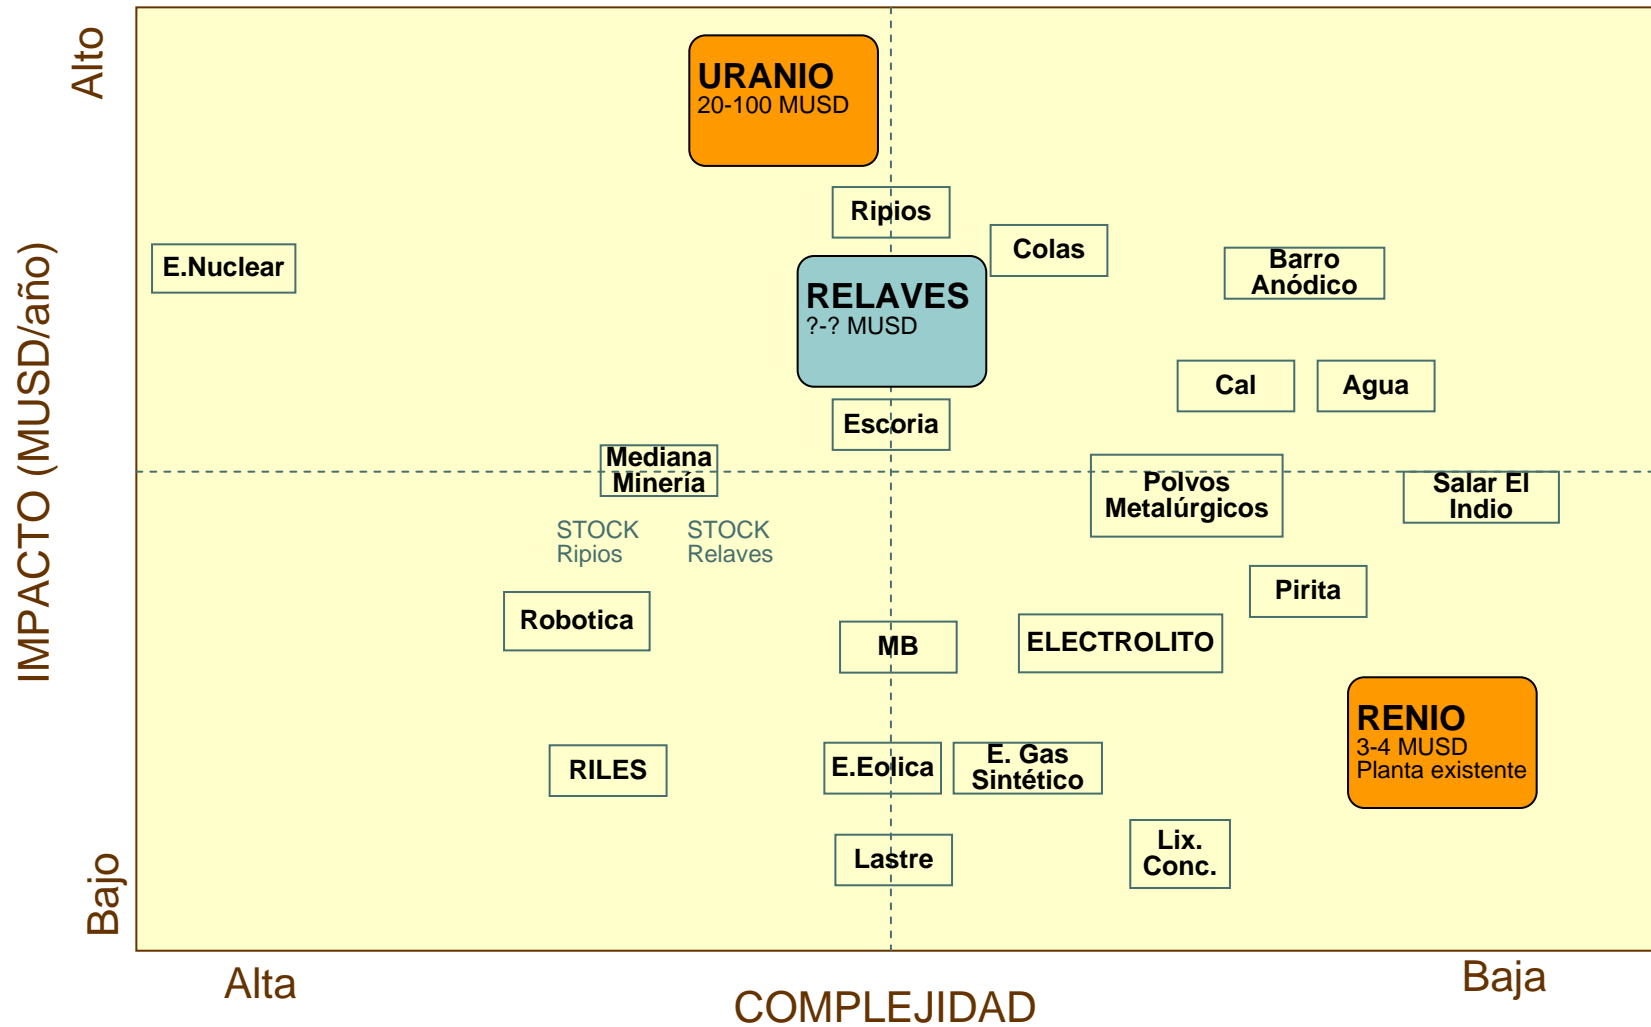 Alto
URANIO
20-100 MUSD
Ripios
Colas
E.Nuclear
Barro
Anódico
RELAVES
?-? MUSD
Cal
Agua
Escoria
Mediana
Minería
Polvos
Metalúrgicos
Salar El
Indio
STOCK
Ripios
STOCK
Relaves
Pirita
Robotica
MB
ELECTROLITO
RENIO
3-4 MUSD
Planta existente
RILES
E.Eolica
E. Gas
Sintético
Lastre
Lix.
Conc.
IMPACTO (MUSD/año)
Bajo
Alta
Baja
COMPLEJIDAD